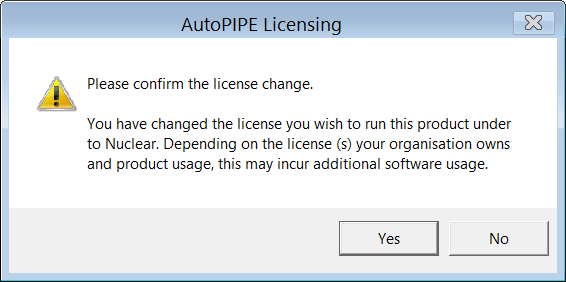 AutoPIPE Licensing
Please confirm the license change.
You have changed the license you wish to run this product under
to Nuclear. Depending on the license (s) your organisation owns
and product usage, this may incur additional software usage.
Yes
No